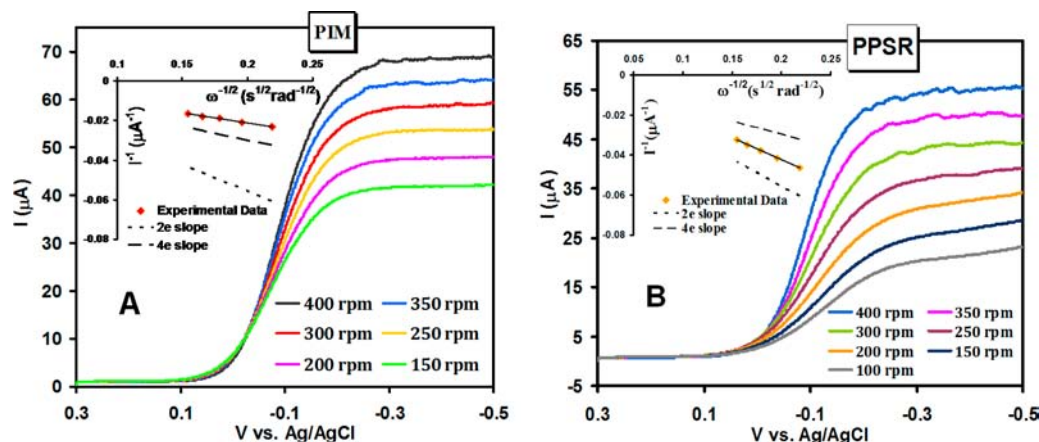 PIM
0.1 0.15 0.2 0.25
0
-0.02
-0.04
-0.06
-0.08
ω⁻¹/² (s¹/² rad⁻¹/²)
I⁻¹ (μA⁻¹)
Experimental Data
2e slope
4e slope
A
400 rpm 350 rpm
300 rpm 250 rpm
200 rpm 150 rpm
70
60
50
40
30
20
10
0
I (μA)
0.3 0.1 -0.1 -0.3 -0.5
V vs. Ag/AgCl
PPSR
0.1 0.15 0.2 0.25
0
-0.02
-0.04
-0.06
-0.08
ω⁻¹/² (s¹/² rad⁻¹/²)
I⁻¹ (μA⁻¹)
Experimental Data
2e slope
4e slope
B
400 rpm 350 rpm
300 rpm 250 rpm
200 rpm 150 rpm
100 rpm
65
55
45
35
25
15
5
-5
I (μA)
0.3 0.1 -0.1 -0.3 -0.5
V vs. Ag/AgCl